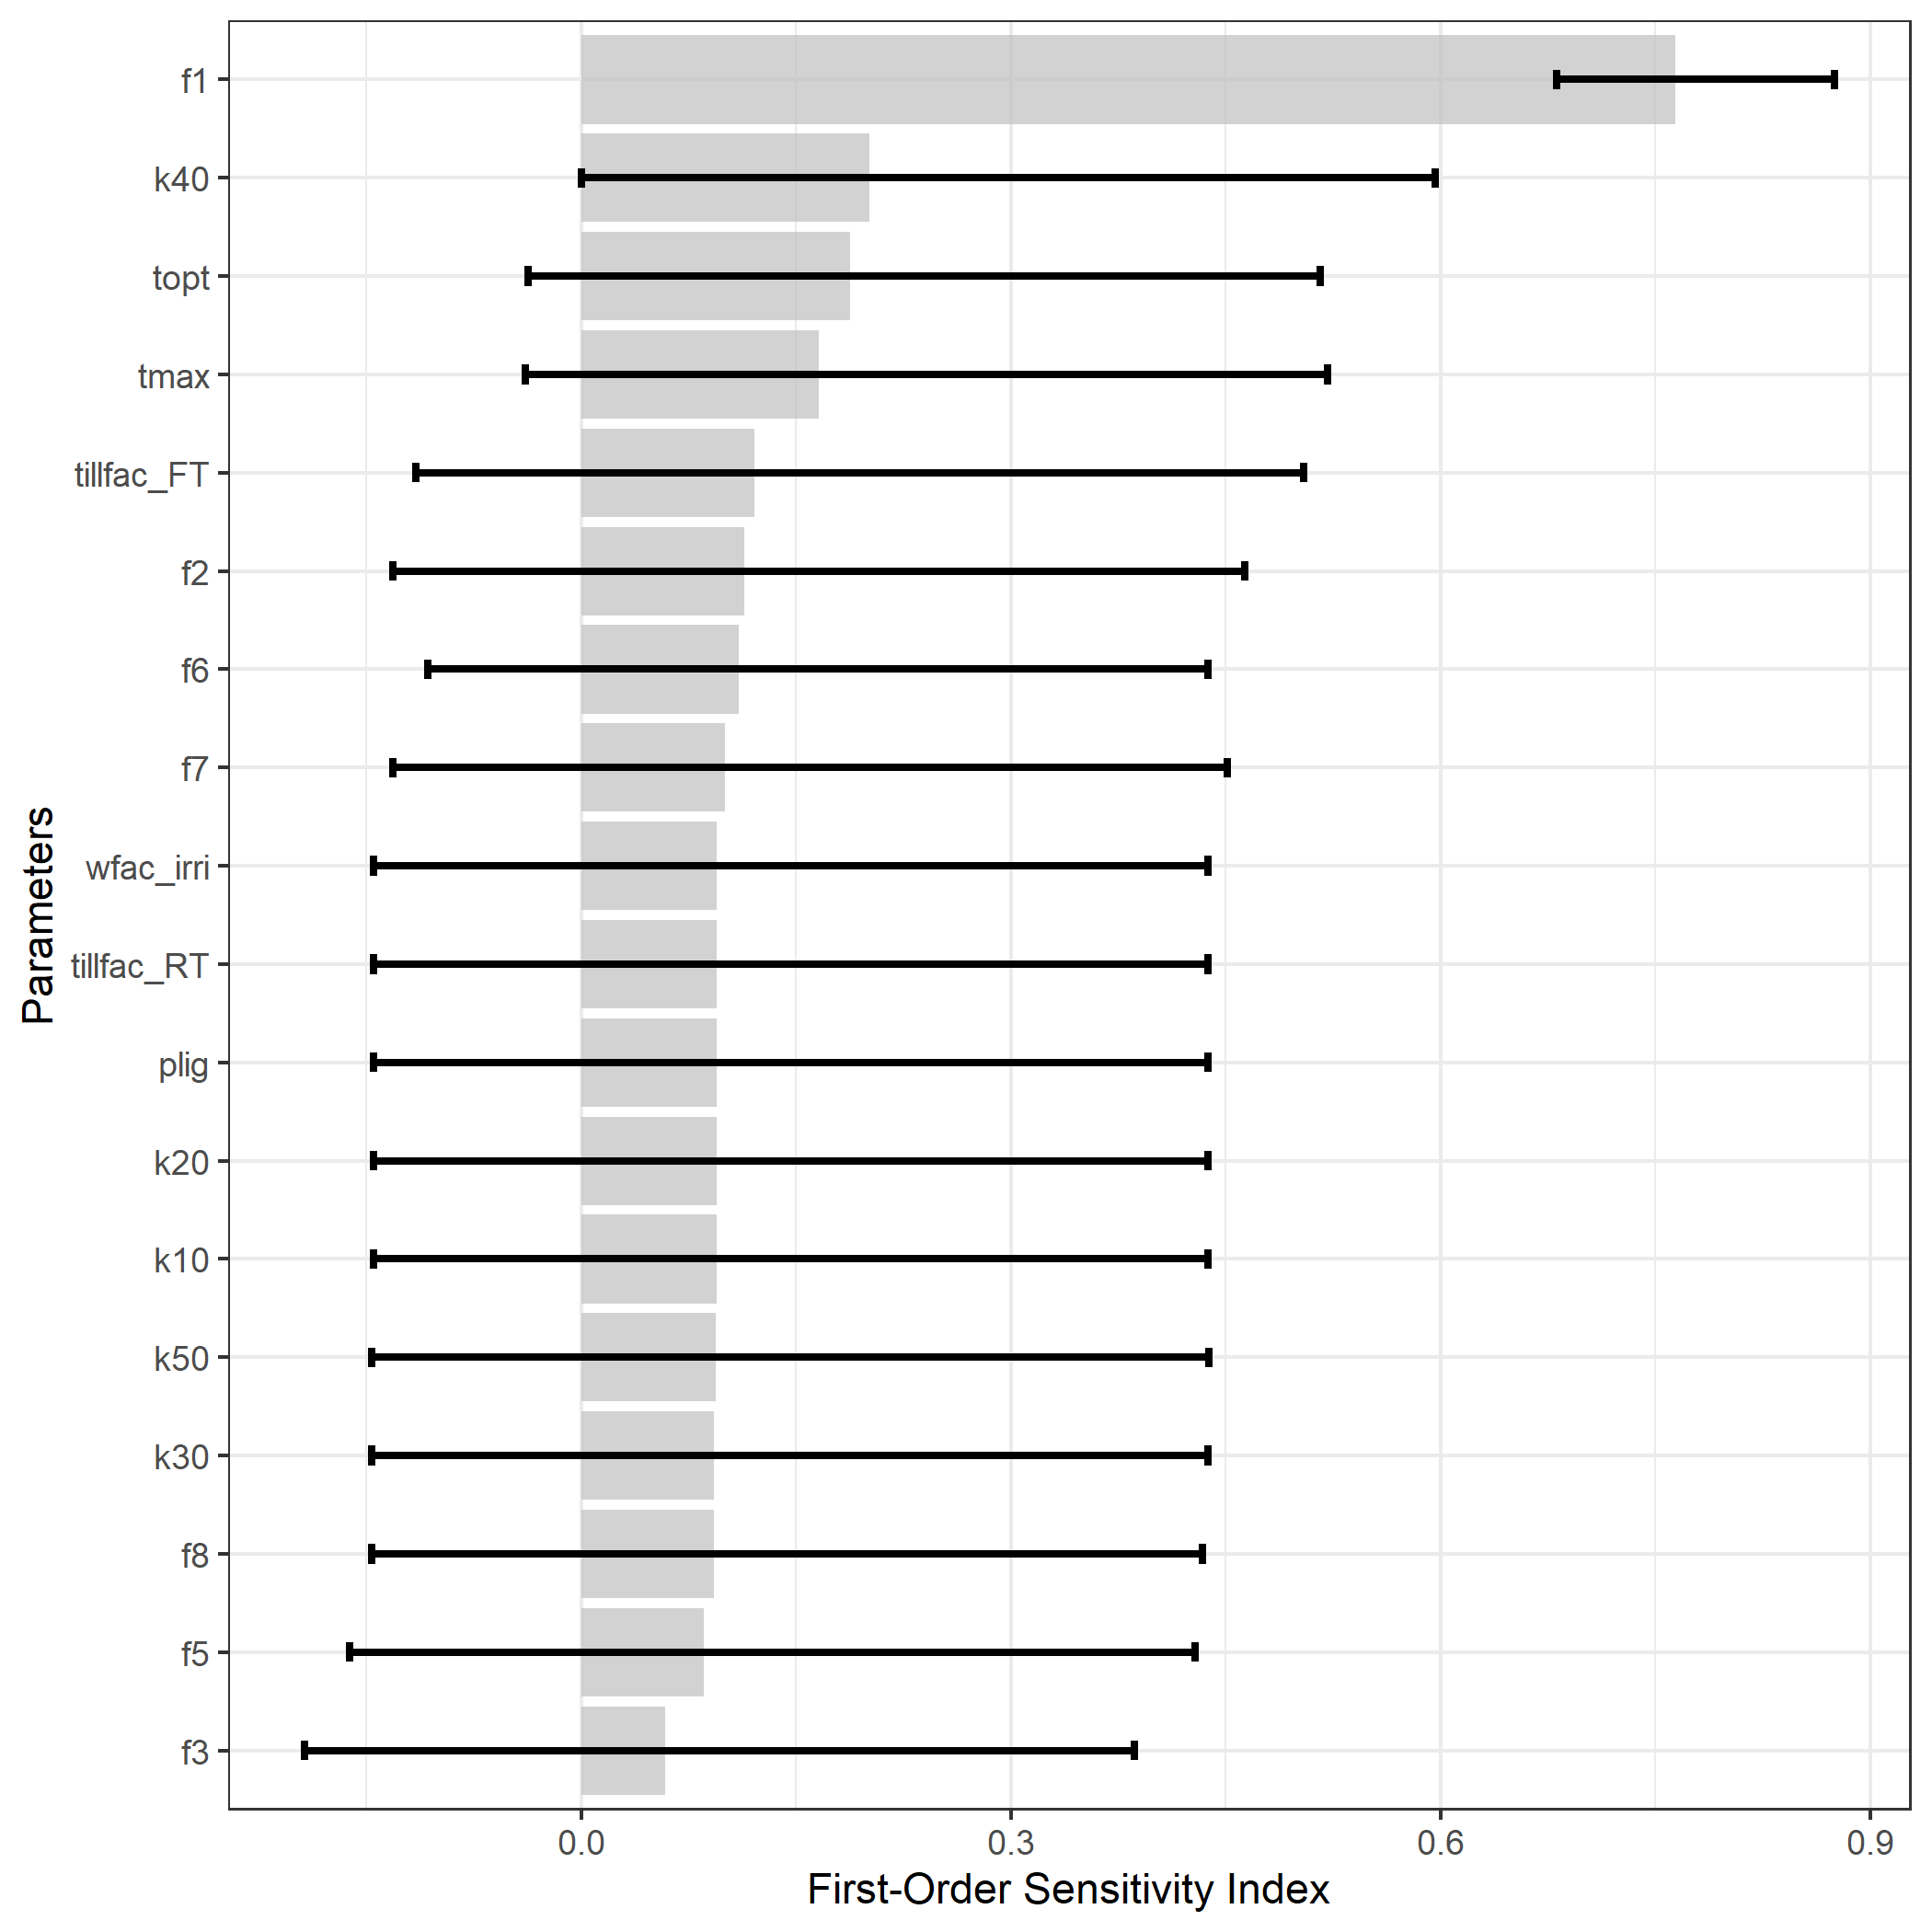 f1
k40
topt
tmax
tillfac_FT
f2
f6
f7
wfac_irri
tillfac_RT
plig
k20
k10
k50
k30
f8
f5
f3
Parameters
0.0 0.3 0.6 0.9
First-Order Sensitivity Index